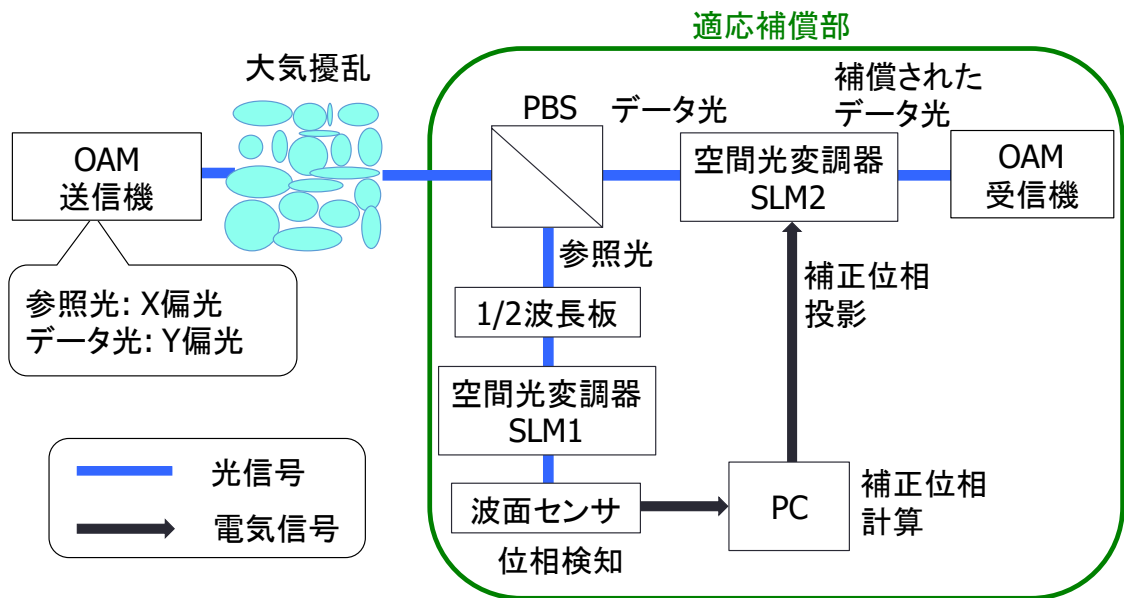 適応補償部
大気擾乱
OAM
送信機
参照光: X偏光
データ光: Y偏光
PBS
データ光
空間光変調器
SLM2
補償された
データ光
OAM
受信機
参照光
1/2波長板
空間光変調器
SLM1
波面センサ
位相検知
PC
補正位相
計算
補正位相
投影
光信号
電気信号